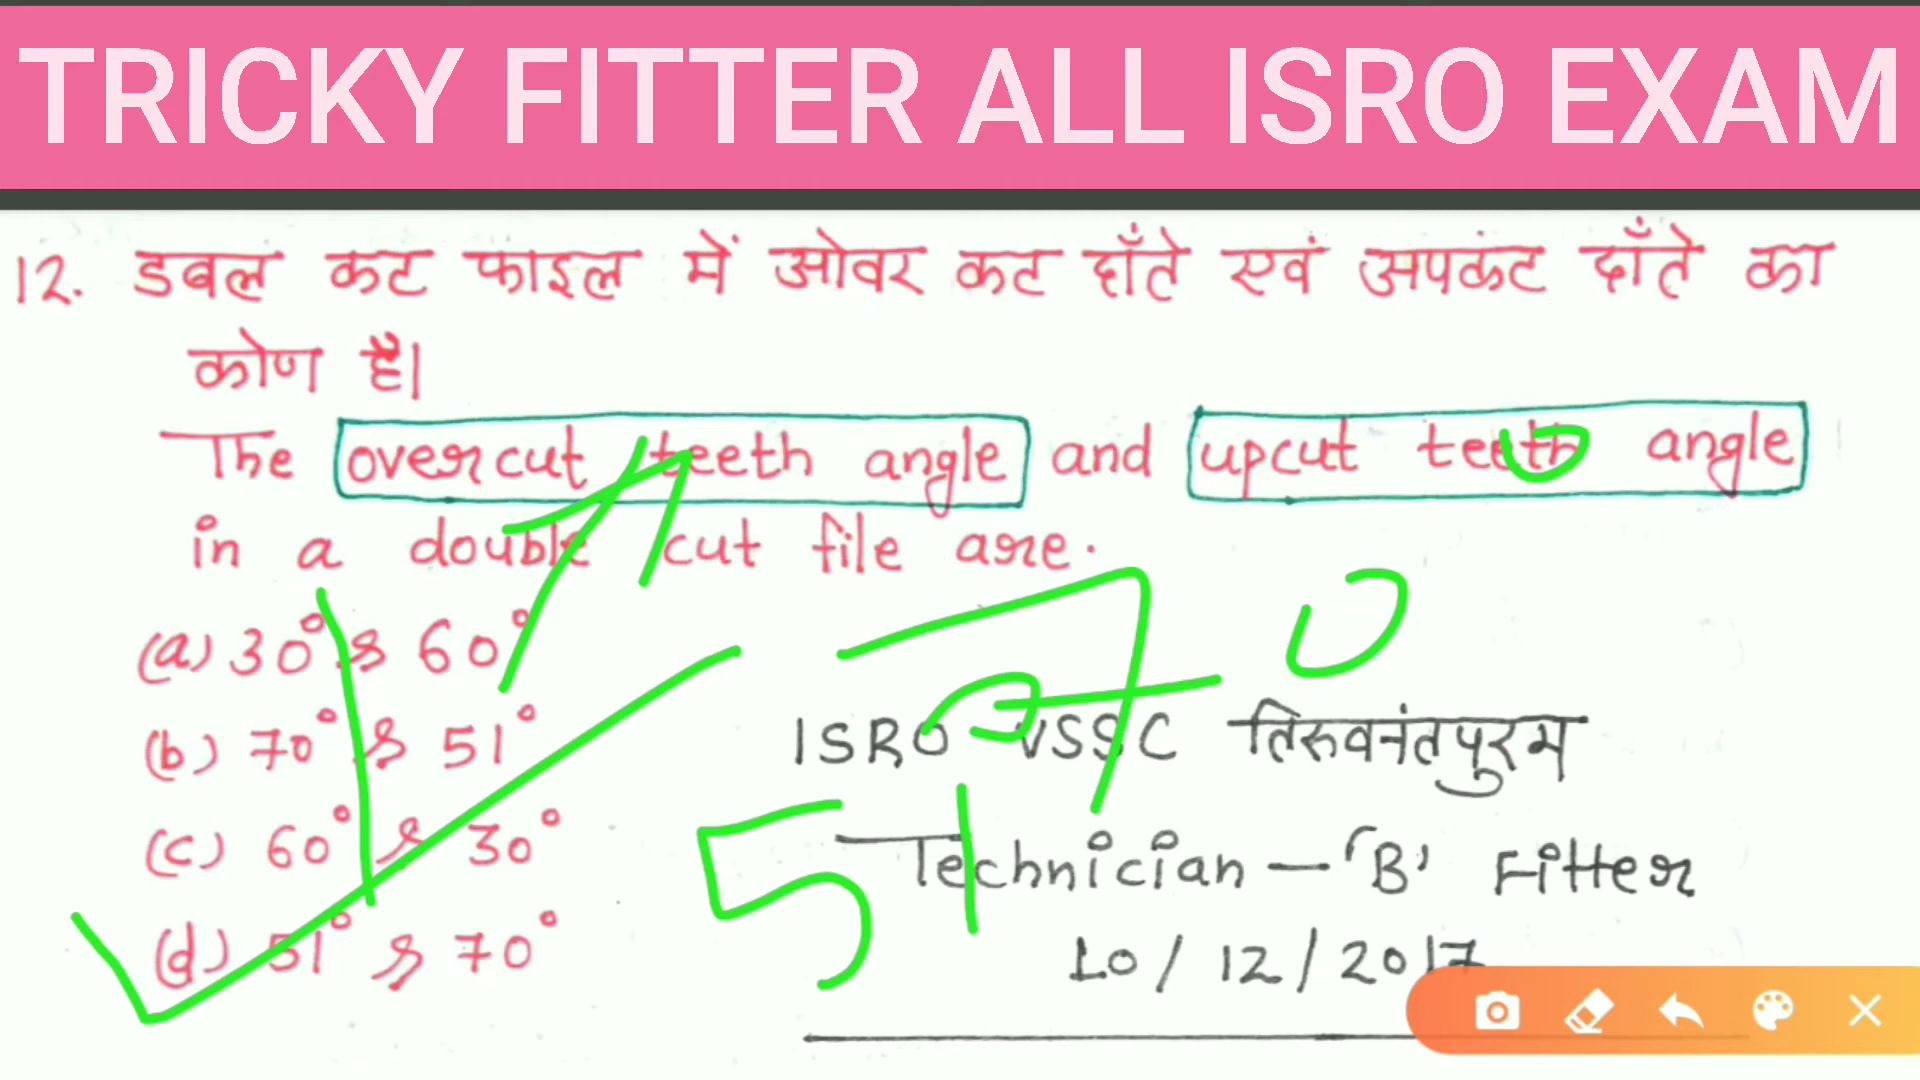 TRICKY FITTER ALL ISRO EXAM
12. डबल कट फाइल में ओवर कट दाँते एवं अपकट दाँते का
कोण है।
The overcut teeth angle and upcut teeth angle
in a double cut file are.
(a) 30° & 60°
(b) 70° & 51°
(c) 60° & 30°
(d) 51° & 70°
ISRO VSSC तिरुवनंतपुरम
Technician - 'B' Fitter
10/12/2017
51